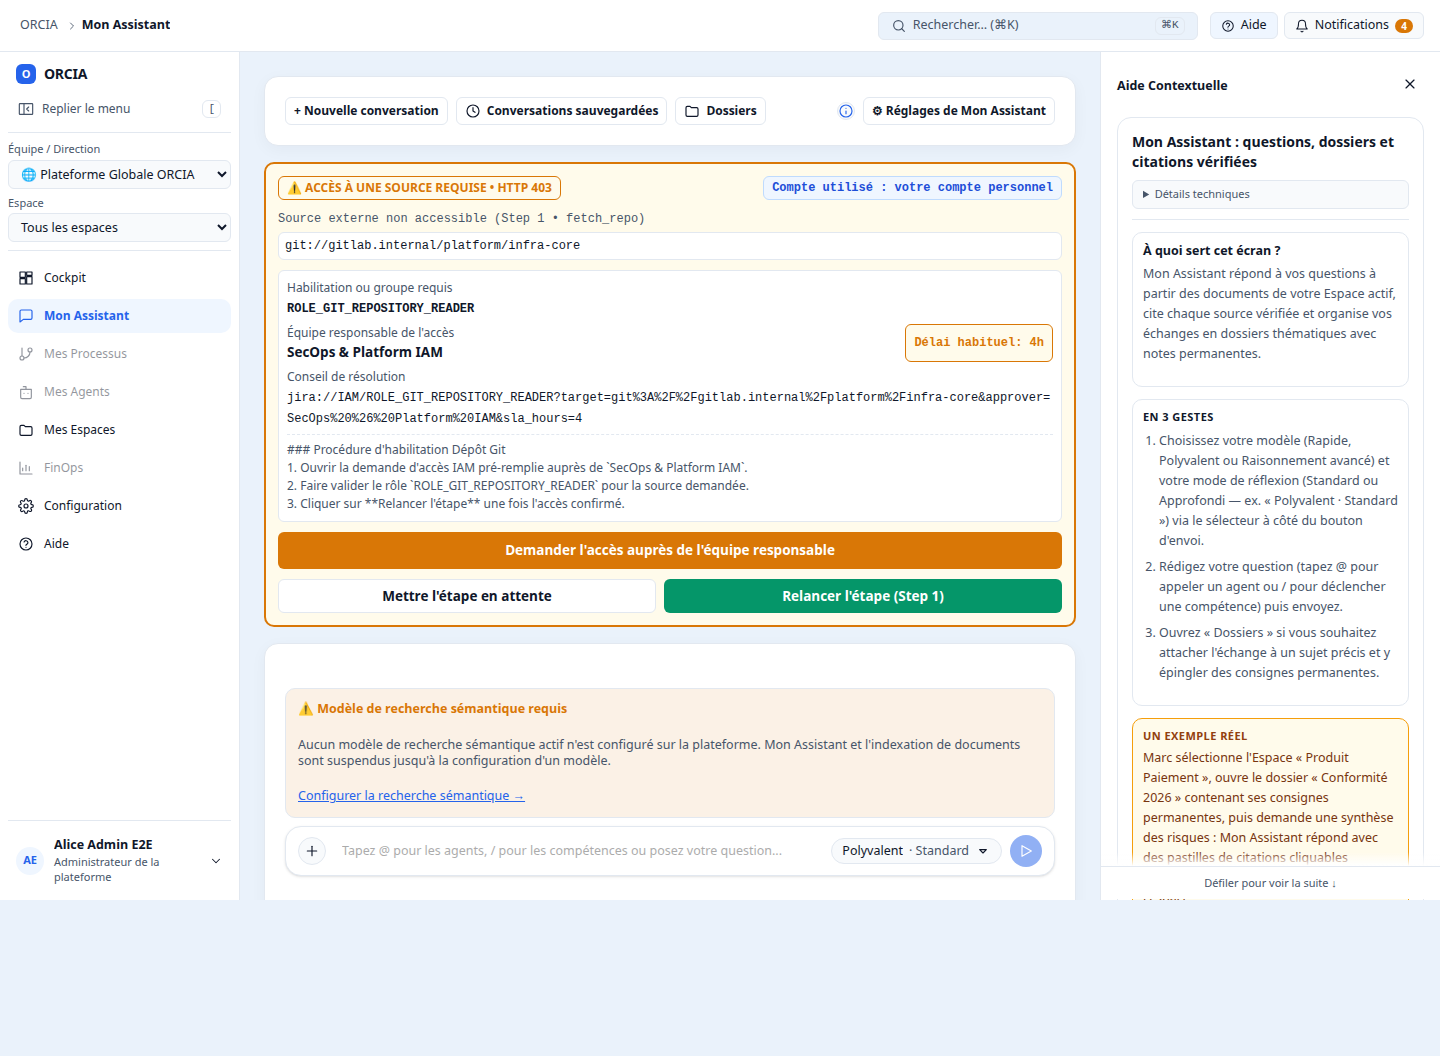 ORCIA > Mon Assistant
Rechercher... (⌘K) ⌘K
Aide
Notifications 4
O ORCIA
Replier le menu [
Équipe / Direction
🌐 Plateforme Globale ORCIA
Espace
Tous les espaces
Cockpit
Mon Assistant
Mes Processus
Mes Agents
Mes Espaces
FinOps
Configuration
Aide
AE
Alice Admin E2E
Administrateur de la
plateforme
+ Nouvelle conversation
Conversations sauvegardées
Dossiers
⚙ Réglages de Mon Assistant
⚠️ ACCÈS À UNE SOURCE REQUISE • HTTP 403
Compte utilisé : votre compte personnel
Source externe non accessible (Step 1 • fetch_repo)
git://gitlab.internal/platform/infra-core
Habilitation ou groupe requis
ROLE_GIT_REPOSITORY_READER
Équipe responsable de l'accès
SecOps & Platform IAM
Délai habituel: 4h
Conseil de résolution
jira://IAM/ROLE_GIT_REPOSITORY_READER?target=git%3A%2F%2Fgitlab.internal%2Fplatform%2Finfra-core&approver=
SecOps%20%26%20Platform%20IAM&sla_hours=4
### Procédure d'habilitation Dépôt Git
1. Ouvrir la demande d'accès IAM pré-remplie auprès de `SecOps & Platform IAM`.
2. Faire valider le rôle `ROLE_GIT_REPOSITORY_READER` pour la source demandée.
3. Cliquer sur **Relancer l'étape** une fois l'accès confirmé.
Demander l'accès auprès de l'équipe responsable
Mettre l'étape en attente
Relancer l'étape (Step 1)
⚠️ Modèle de recherche sémantique requis
Aucun modèle de recherche sémantique actif n'est configuré sur la plateforme. Mon Assistant et l'indexation de documents
sont suspendus jusqu'à la configuration d'un modèle.
Configurer la recherche sémantique →
Tapez @ pour les agents, / pour les compétences ou posez votre question...
Polyvalent · Standard
Aide Contextuelle
Mon Assistant : questions, dossiers et
citations vérifiées
Détails techniques
À quoi sert cet écran ?
Mon Assistant répond à vos questions à
partir des documents de votre Espace actif,
cite chaque source vérifiée et organise vos
échanges en dossiers thématiques avec
notes permanentes.
EN 3 GESTES
1. Choisissez votre modèle (Rapide,
Polyvalent ou Raisonnement avancé) et
votre mode de réflexion (Standard ou
Approfondi — ex. « Polyvalent · Standard
») via le sélecteur à côté du bouton
d'envoi.
2. Rédigez votre question (tapez @ pour
appeler un agent ou / pour déclencher
une compétence) puis envoyez.
3. Ouvrez « Dossiers » si vous souhaitez
attacher l'échange à un sujet précis et y
épingler des consignes permanentes.
UN EXEMPLE RÉEL
Marc sélectionne l'Espace « Produit
Paiement », ouvre le dossier « Conformité
2026 » contenant ses consignes
permanentes, puis demande une synthèse
des risques : Mon Assistant répond avec
des pastilles de citations cliquables
Défiler pour voir la suite ↓